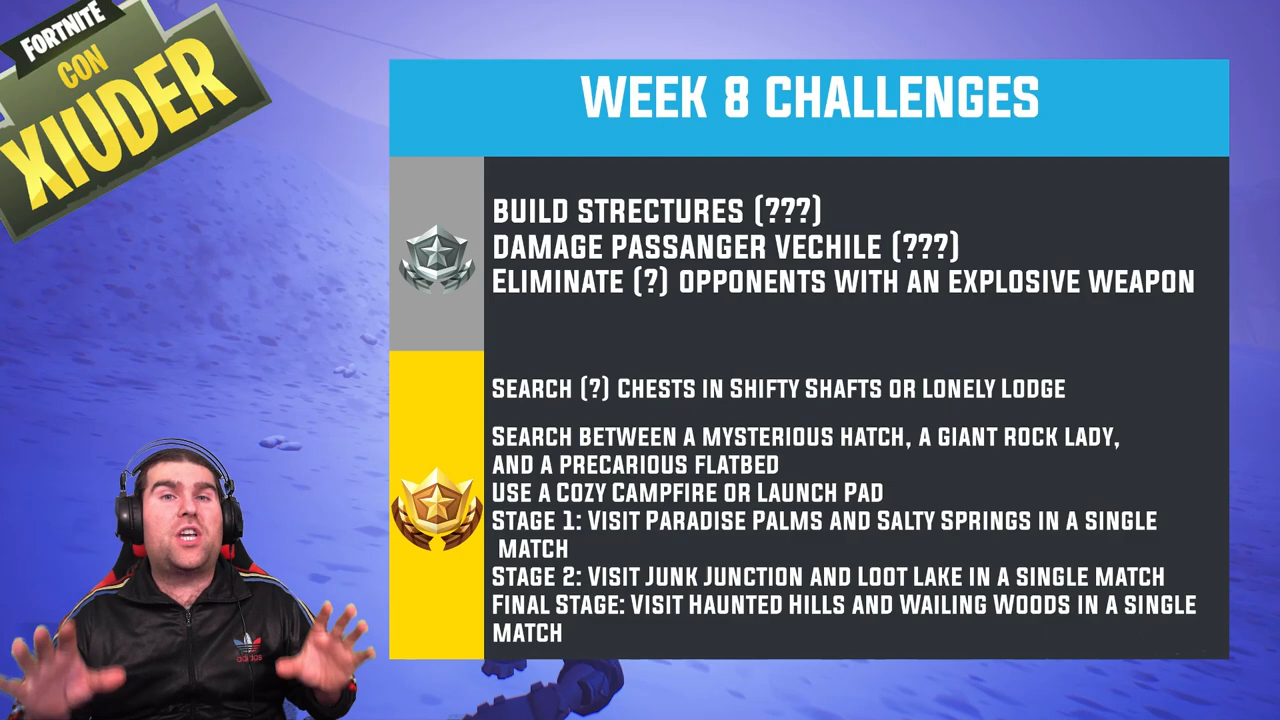 FORTNITE
CON
XIUDER
WEEK 8 CHALLENGES
BUILD STRECTURES (???)
DAMAGE PASSANGER VECHILE (???)
ELIMINATE (?) OPPONENTS WITH AN EXPLOSIVE WEAPON
SEARCH (?) CHESTS IN SHIFTY SHAFTS OR LONELY LODGE
SEARCH BETWEEN A MYSTERIOUS HATCH, A GIANT ROCK LADY,
AND A PRECARIOUS FLATBED
USE A COZY CAMPFIRE OR LAUNCH PAD
STAGE 1: VISIT PARADISE PALMS AND SALTY SPRINGS IN A SINGLE
MATCH
STAGE 2: VISIT JUNK JUNCTION AND LOOT LAKE IN A SINGLE MATCH
FINAL STAGE: VISIT HAUNTED HILLS AND WAILING WOODS IN A SINGLE
MATCH
adidas